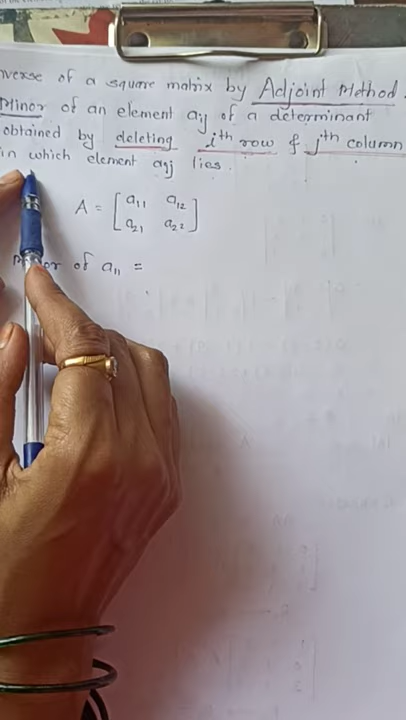 nverse of a square matrix by Adjoint Method.
Minor of an element aij of a determinant
obtained by deleting ith row & jth column
in which element aij lies.
A = [ a11 a12
a21 a22 ]
of a11 =